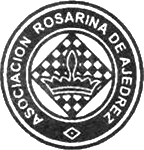 ASOCIACION ROSARINA DE AJEDREZ